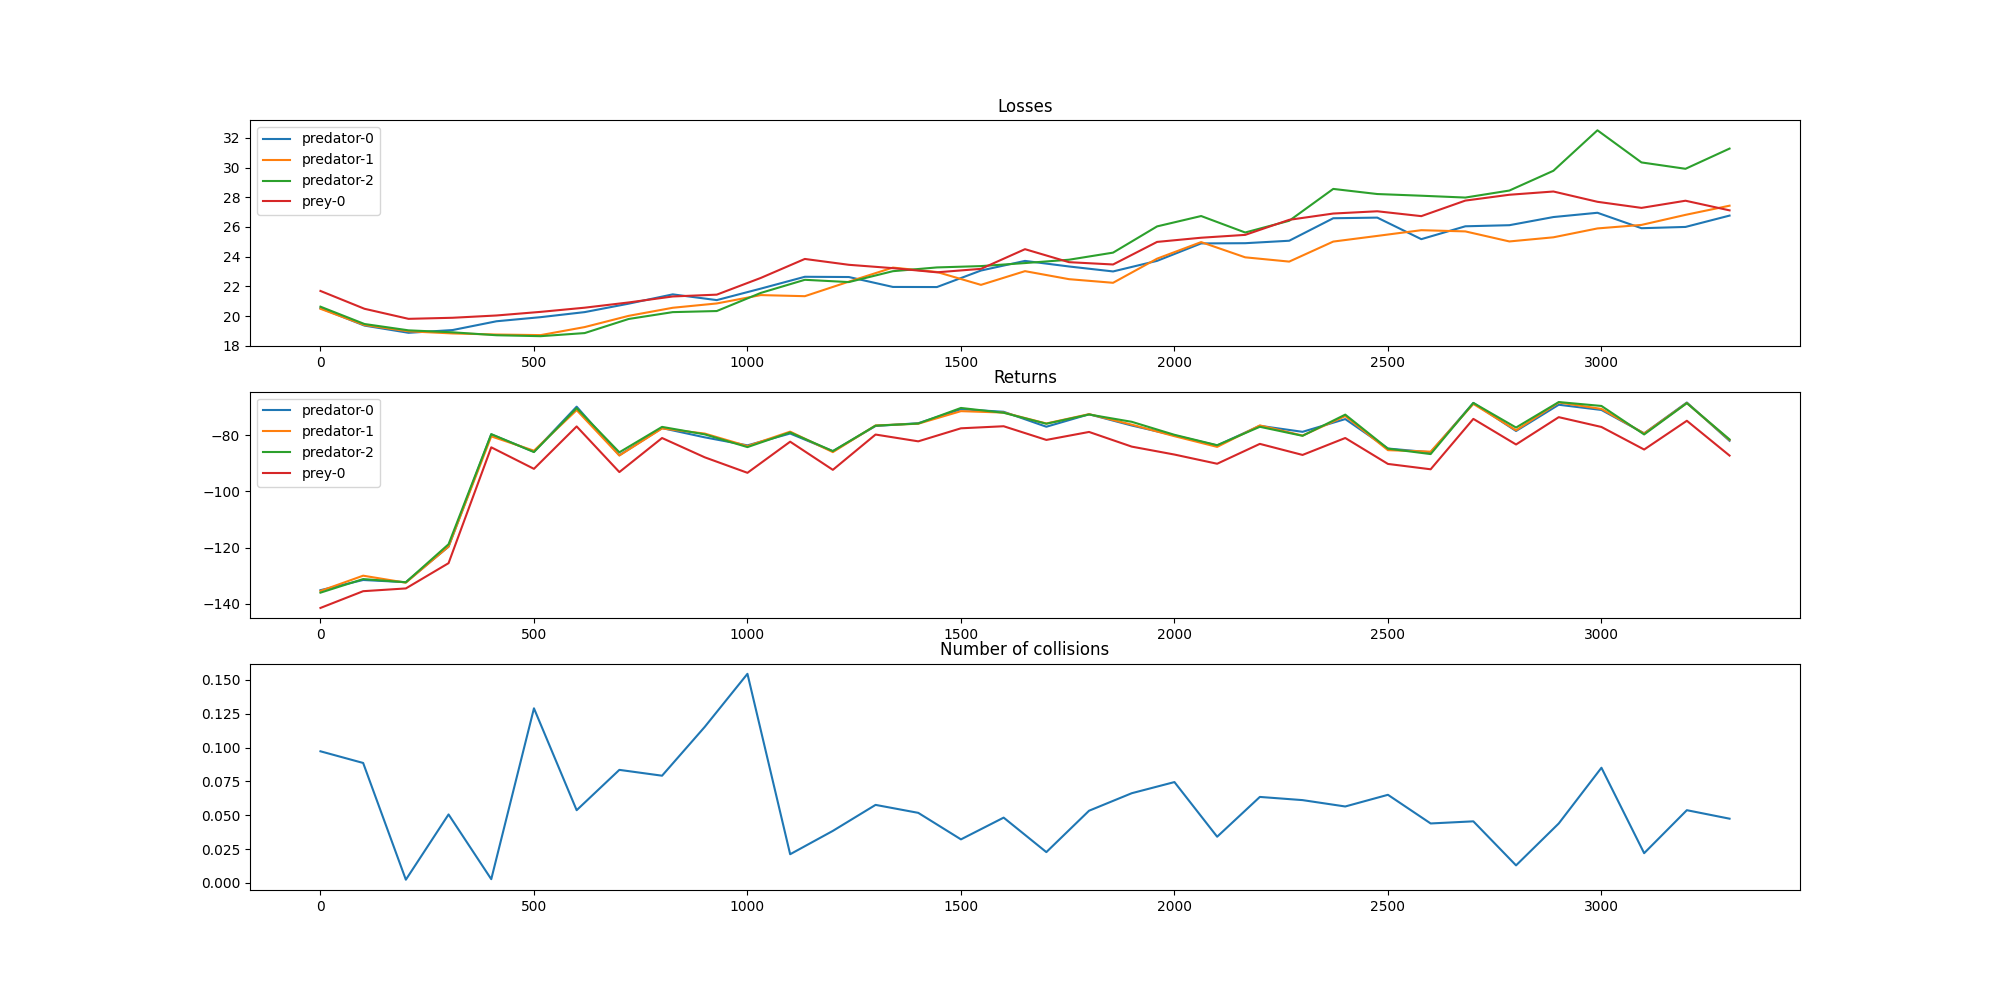 Losses
32
30
28
26
24
22
20
18
predator-0
predator-1
predator-2
prey-0
0 500 1000 1500 2000 2500 3000
Returns
−80
−100
−120
−140
predator-0
predator-1
predator-2
prey-0
0 500 1000 1500 2000 2500 3000
Number of collisions
0.150
0.125
0.100
0.075
0.050
0.025
0.000
0 500 1000 1500 2000 2500 3000